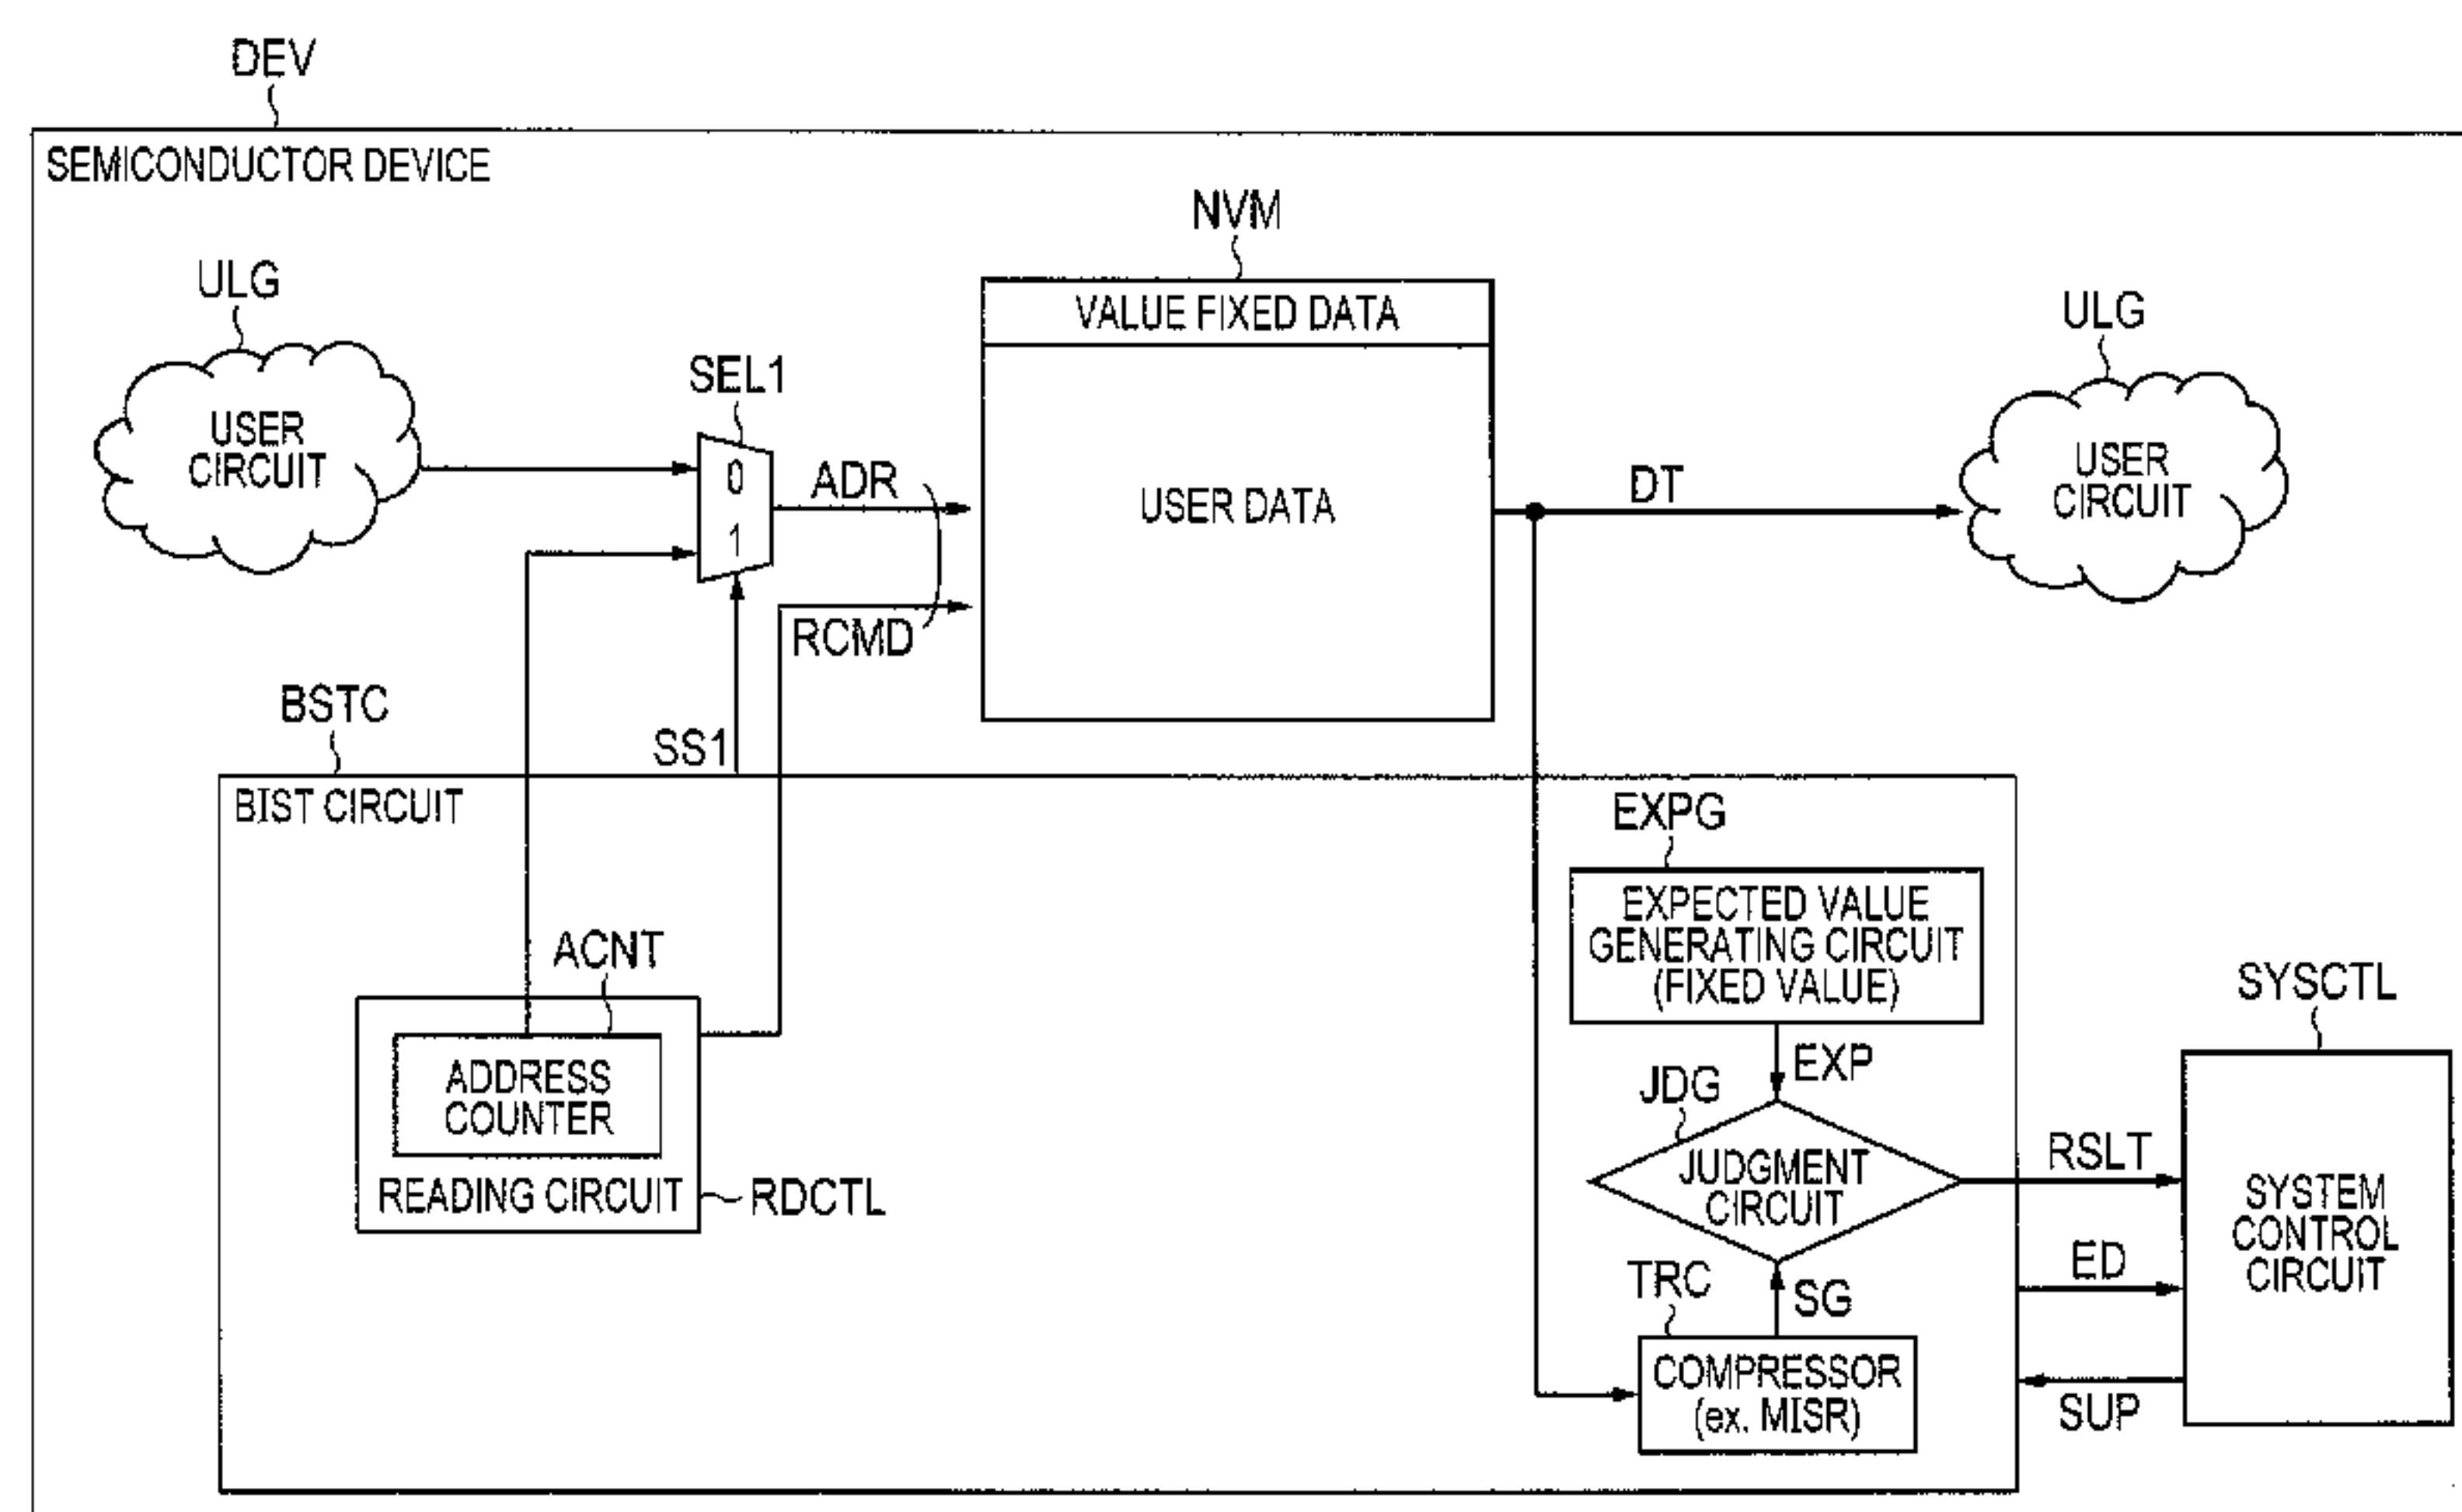 DEV
SEMICONDUCTOR DEVICE
NVM
ULG
VALUE FIXED DATA
ULG
SEL1
USER
CIRCUIT
0
ADR
1
USER DATA
DT
USER
CIRCUIT
RCMD
BSTC
SS1
BIST CIRCUIT
EXPG
EXPECTED VALUE
GENERATING CIRCUIT
(FIXED VALUE)
ACNT
SYSCTL
ADDRESS
COUNTER
EXP
JDG
READING CIRCUIT
RDCTL
JUDGMENT
CIRCUIT
RSLT
SYSTEM
CONTROL
CIRCUIT
ED
TRC
SG
COMPRESSOR
(ex. MISR)
SUP